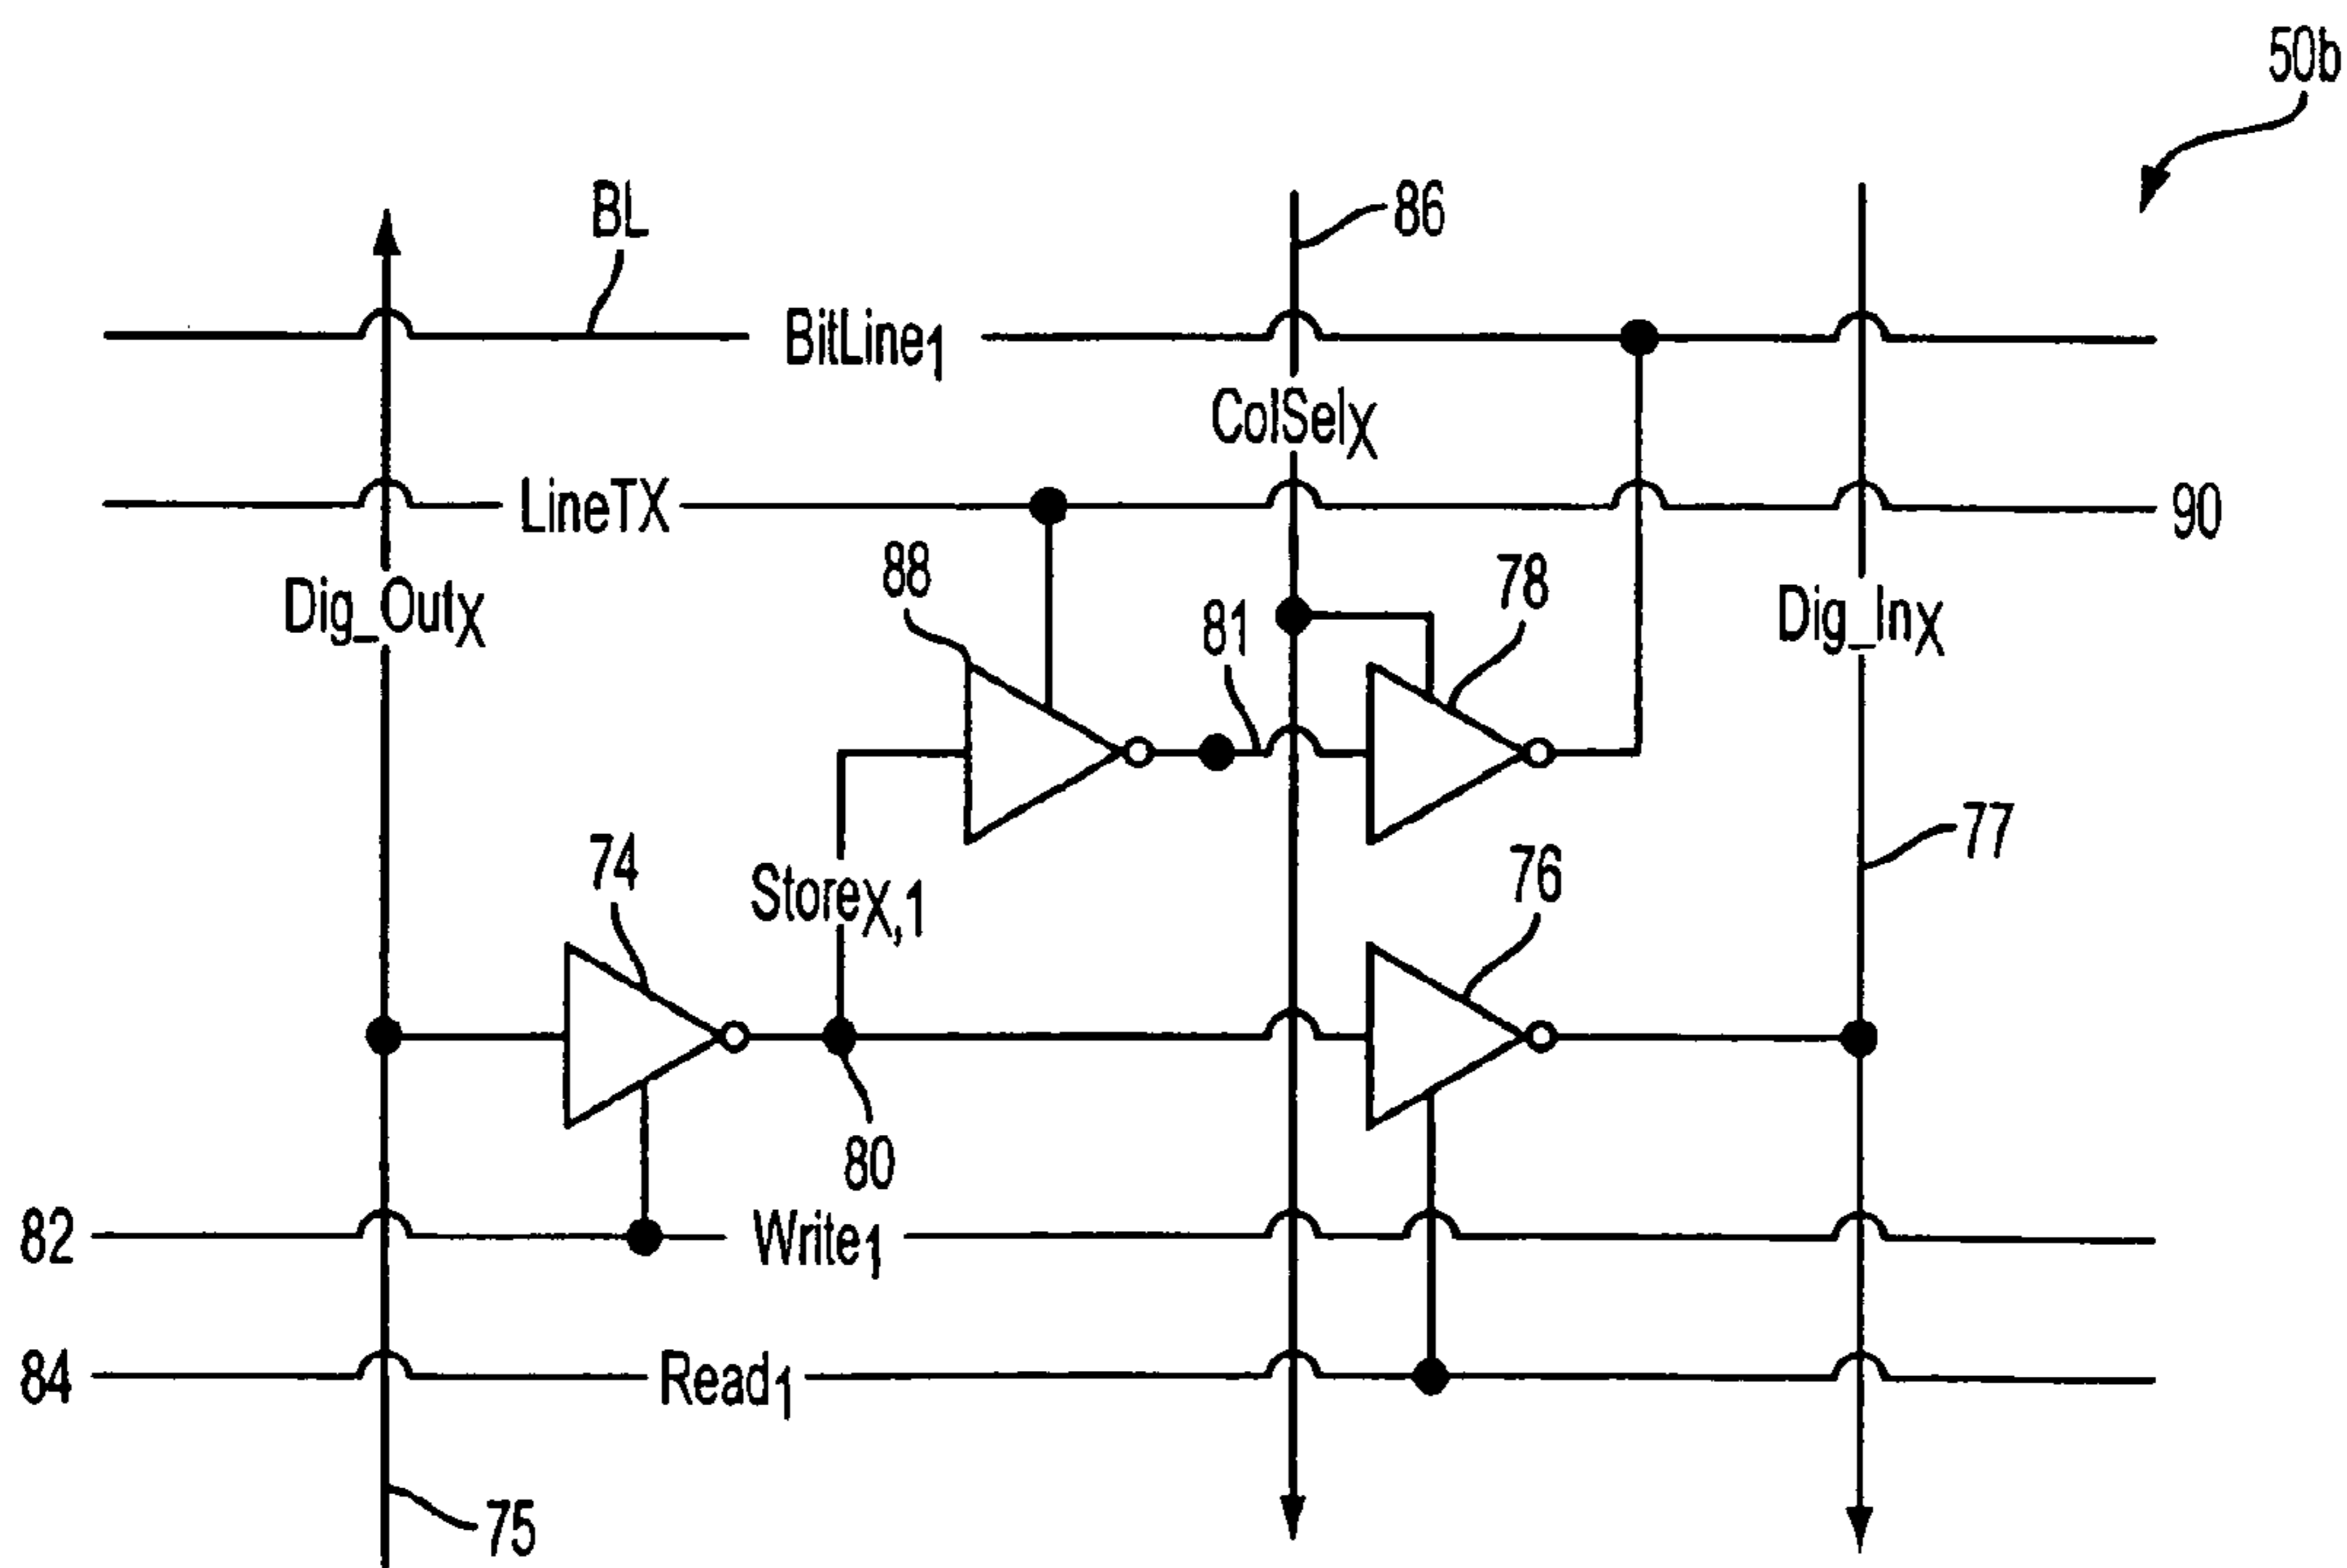 50b
BL
86
BitLine1
ColSelX
LineTX
90
88
78
Dig_OutX
81
Dig_InX
74
StoreX,1
76
77
80
82
Write1
84
Read1
75